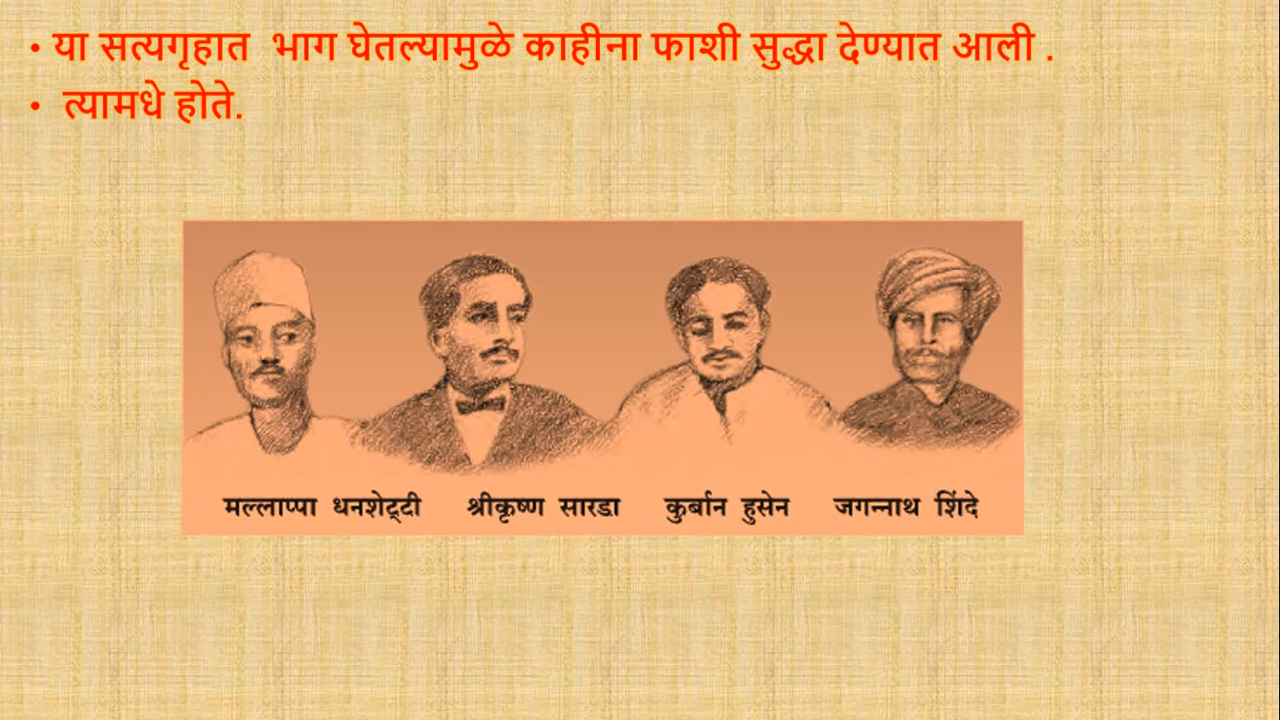 • या सत्यगृहात भाग घेतल्यामुळे काहीना फाशी सुद्धा देण्यात आली .
• त्यामधे होते.
मल्लाप्पा धनशेट्टी श्रीकृष्ण सारडा कुर्बान हुसेन जगन्नाथ शिंदे